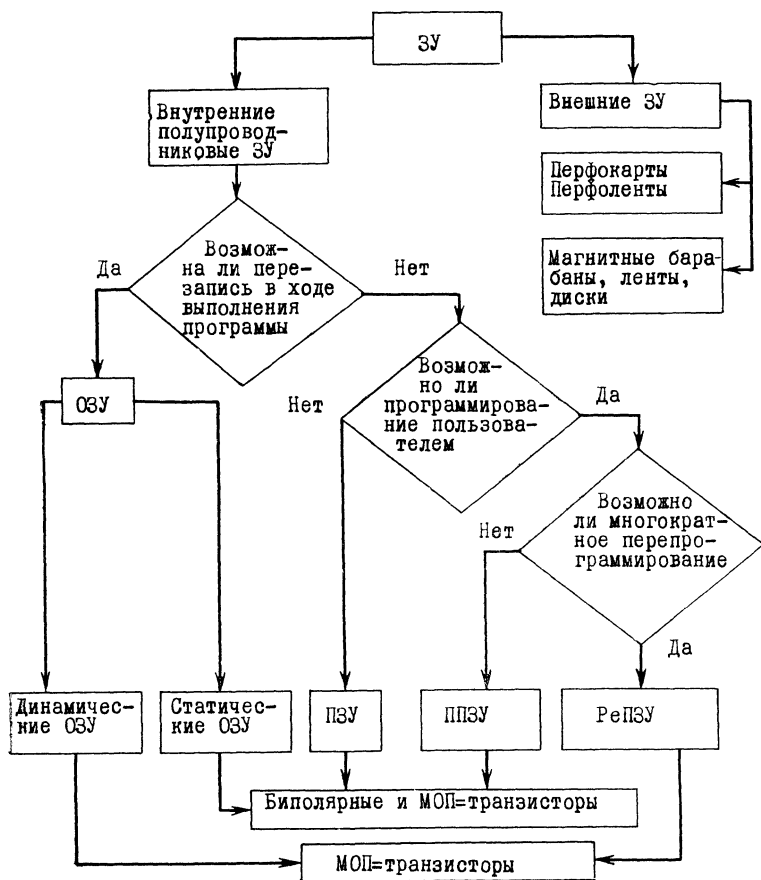 ЗУ
Внутренние
полупровод-
никовые ЗУ
Внешние ЗУ
Перфокарты
Перфоленты
Магнитные бара-
баны, ленты,
диски
Возмож-
на ли пере-
запись в ходе
выполнения
программы
Да
Нет
ОЗУ
Возмож-
но ли
программирова-
ние пользова-
телем
Нет
Да
Возможно
ли многократ-
ное перепро-
граммирование
Нет
Да
Динамичес-
кие ОЗУ
Статичес-
кие ОЗУ
ПЗУ
ППЗУ
РеПЗУ
Биполярные и МОП=транзисторы
МОП=транзисторы